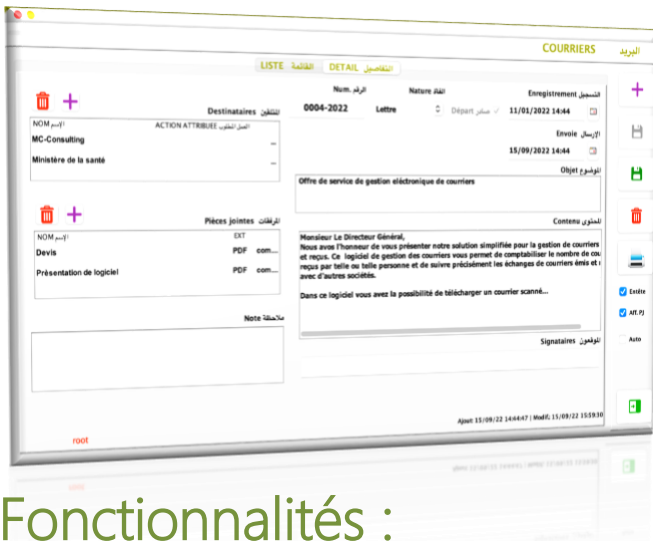 COURRIERS البريد
LISTE القائمة DETAIL التفاصيل
Num. الرقم
Nature
Enregistrement التسجيل
0004-2022 Lettre Départ صادر 11/01/2022 14:44
Envoie الإرسال
15/09/2022 14:44
Destinataires
NOM الإسم ACTION ATTRIBUEE العمل المطلوب
MC-Consulting ...
Ministère de la santé ...
Objet الموضوع
Offre de service de gestion eléctronique de courriers
Pièces jointes المرفقات
NOM الإسم EXT
Devis PDF com...
Présentation de logiciel PDF com...
Contenu المحتوى
Monsieur Le Directeur Général,
Nous avos l'honneur de vous présenter notre solution simplifiée pour la gestion de courriers
et reçus. Ce logiciel de gestion des courriers vous permet de comptabiliser le nombre de cou
reçus par telle ou telle personne et de suivre précisément les échanges de courriers émis et
avec d'autres sociétés.
Dans ce logiciel vous avez la possibilité de télécharger un courrier scanné...
Note ملاحظة
Signataires الموقعون
Entête
Aff. PJ
Auto
Ajout: 15/09/22 14:44:47 | Modif.: 15/09/22 15:59:30
root
Fonctionnalités :